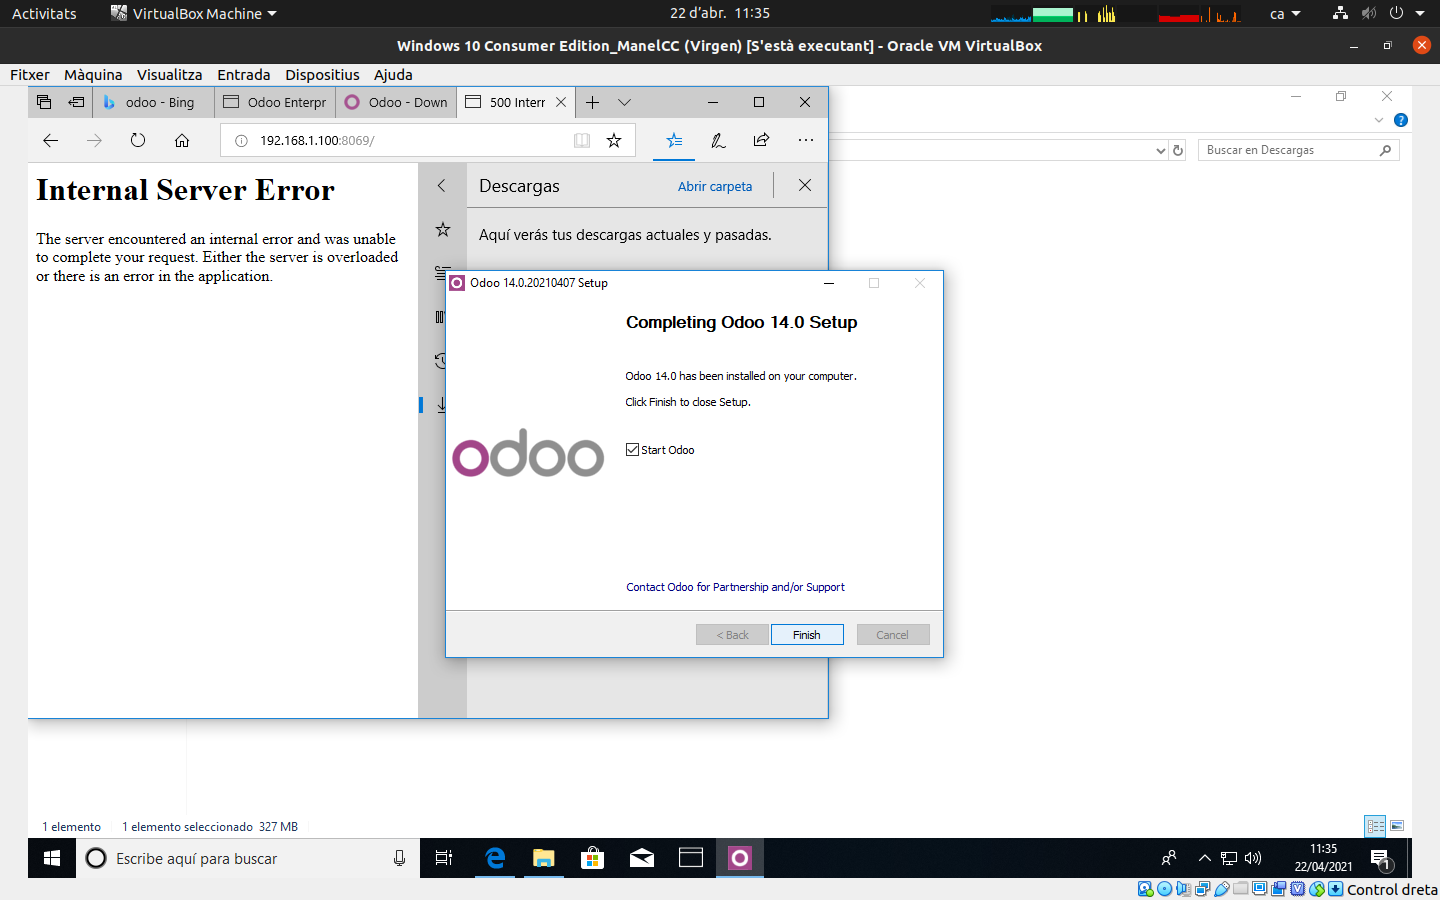 Activitats
VirtualBox Machine
22 d'abr.  11:35
ca
Windows 10 Consumer Edition_ManelCC (Virgen) [S'està executant] - Oracle VM VirtualBox
Fitxer
Màquina
Visualitza
Entrada
Dispositius
Ajuda
odoo - Bing
Odoo Enterpr
Odoo - Down
500 Interr
192.168.1.100:8069/
Buscar en Descargas
Internal Server Error
The server encountered an internal error and was unable
to complete your request. Either the server is overloaded
or there is an error in the application.
Descargas
Abrir carpeta
Aquí verás tus descargas actuales y pasadas.
Odoo 14.0.20210407 Setup
Completing Odoo 14.0 Setup
Odoo 14.0 has been installed on your computer.
Click Finish to close Setup.
Start Odoo
odoo
Contact Odoo for Partnership and/or Support
< Back
Finish
Cancel
1 elemento
1 elemento seleccionado  327 MB
Escribe aquí para buscar
11:35
22/04/2021
1
Control dreta